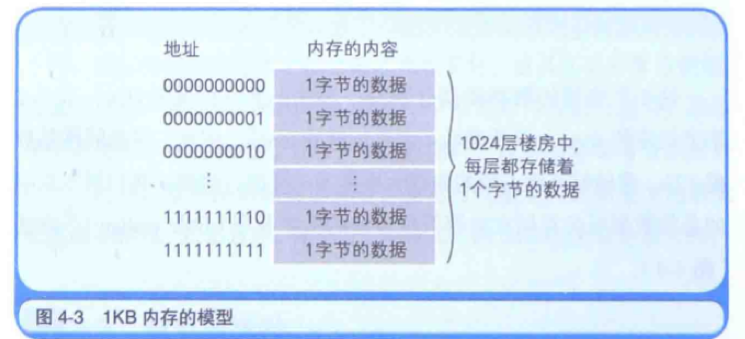 地址 内存的内容
0000000000 1字节的数据
0000000001 1字节的数据
0000000010 1字节的数据
⋮ ⋮
1111111110 1字节的数据
1111111111 1字节的数据
1024层楼房中,
每层都存储着
1个字节的数据
图 4-3 1KB 内存的模型